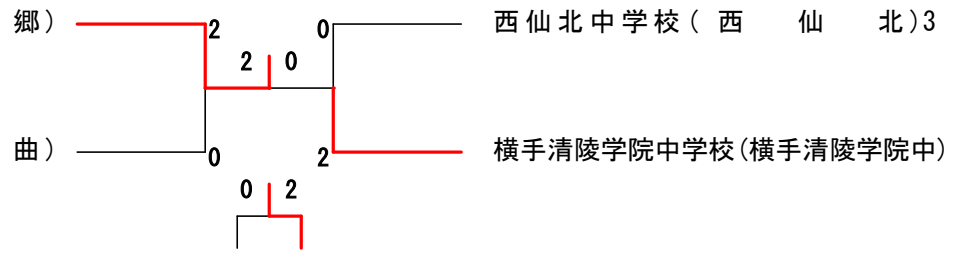 郷） 2 0 西仙北中学校( 西 仙 北)3
2 0
曲） 0 2 横手清陵学院中学校(横手清陵学院中)
0 2